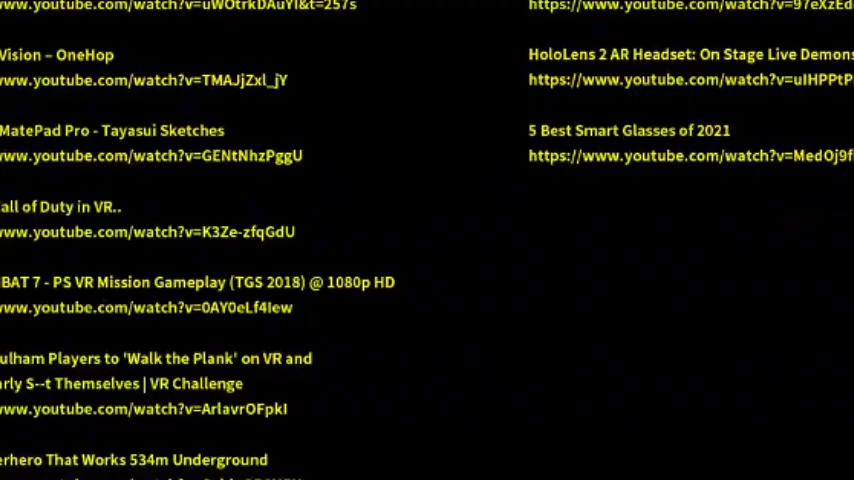 www.youtube.com/watch?v=uWOtrkDAuYI&t=257s
Vision – OneHop
www.youtube.com/watch?v=TMAJjZxl_jY
MatePad Pro - Tayasui Sketches
www.youtube.com/watch?v=GENtNhzPggU
all of Duty in VR..
www.youtube.com/watch?v=K3Ze-zfqGdU
BAT 7 - PS VR Mission Gameplay (TGS 2018) @ 1080p HD
www.youtube.com/watch?v=0AY0eLf4Iew
ulham Players to 'Walk the Plank' on VR and
arly S--t Themselves | VR Challenge
www.youtube.com/watch?v=ArlavrOFpkI
erhero That Works 534m Underground
https://www.youtube.com/watch?v=97eXzEd
HoloLens 2 AR Headset: On Stage Live Demons
https://www.youtube.com/watch?v=uIHPPtP
5 Best Smart Glasses of 2021
https://www.youtube.com/watch?v=MedOj9f